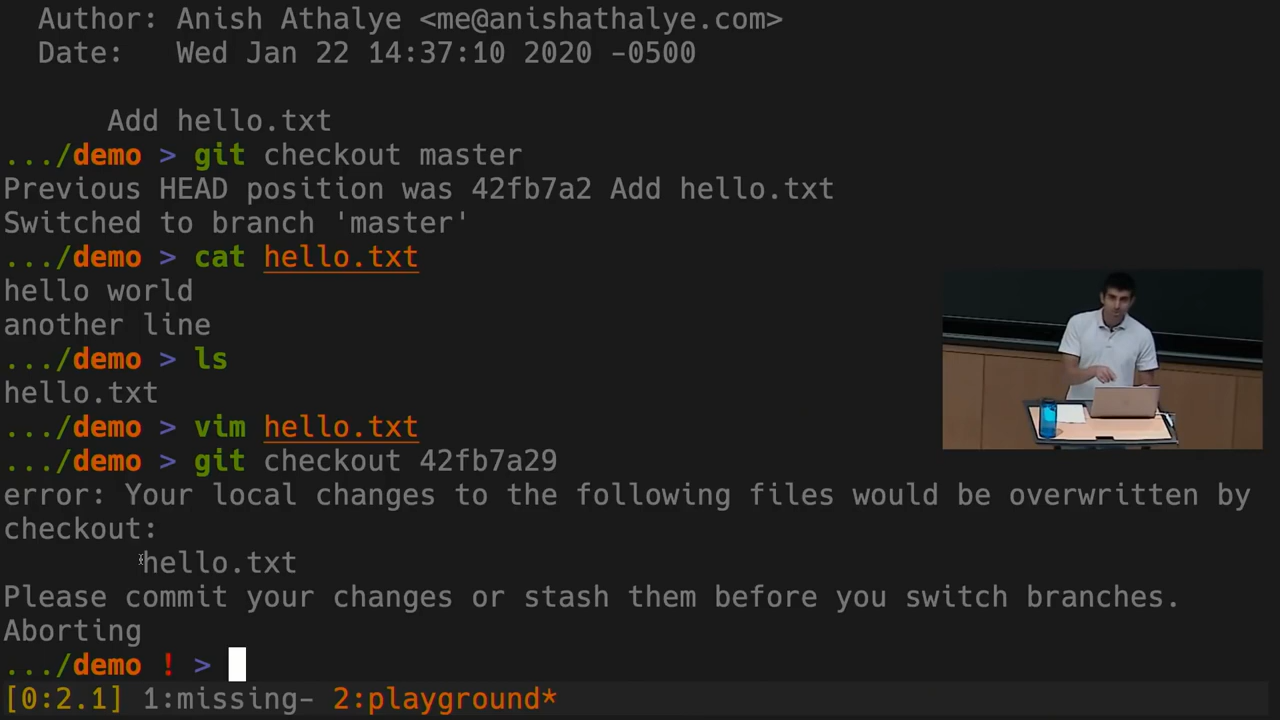 Author: Anish Athalye <me@anishathalye.com>
Date: Wed Jan 22 14:37:10 2020 -0500
Add hello.txt
.../demo > git checkout master
Previous HEAD position was 42fb7a2 Add hello.txt
Switched to branch 'master'
.../demo > cat hello.txt
hello world
another line
.../demo > ls
hello.txt
.../demo > vim hello.txt
.../demo > git checkout 42fb7a29
error: Your local changes to the following files would be overwritten by
checkout:
hello.txt
Please commit your changes or stash them before you switch branches.
Aborting
.../demo ! >
[0:2.1] 1:missing- 2:playground*